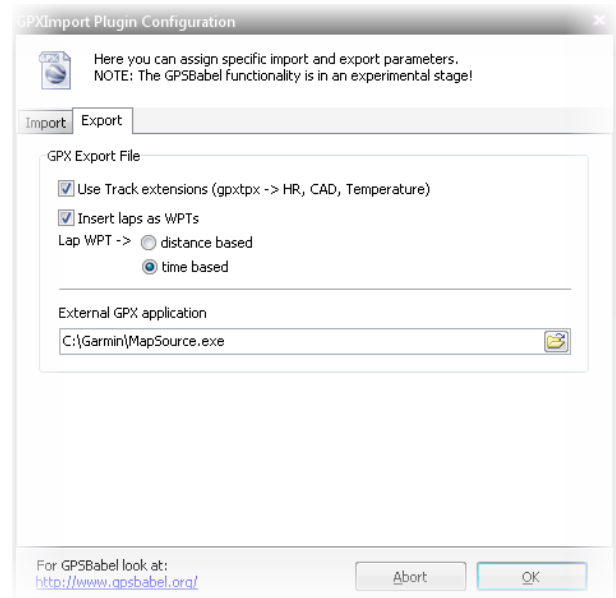 GPXImport Plugin Configuration
Here you can assign specific import and export parameters.
NOTE: The GPSBabel functionality is in an experimental stage!
Import Export
GPX Export File
Use Track extensions (gpxtpx -> HR, CAD, Temperature)
Insert laps as WPTs
Lap WPT -> distance based
time based
External GPX application
C:\Garmin\MapSource.exe
For GPSBabel look at:
http://www.gpsbabel.org/
Abort OK